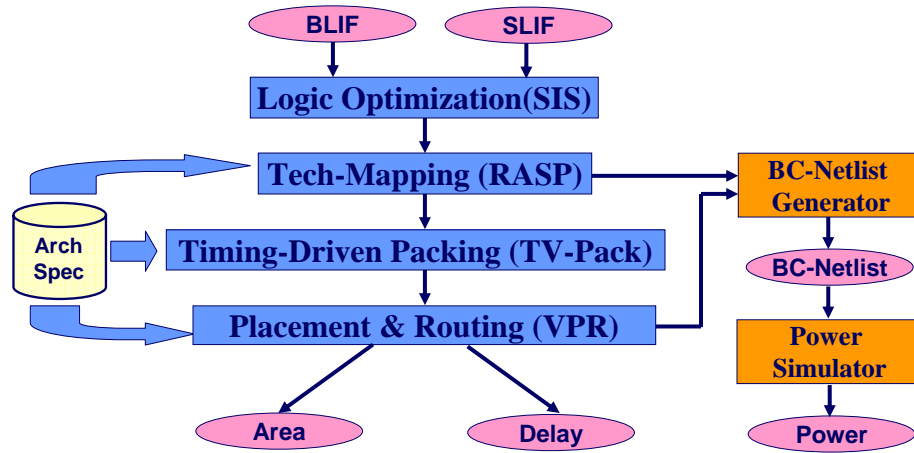 BLIF
SLIF
Logic Optimization(SIS)
Tech-Mapping (RASP)
BC-Netlist
Generator
Arch
Spec
Timing-Driven Packing (TV-Pack)
BC-Netlist
Placement & Routing (VPR)
Power
Simulator
Area
Delay
Power